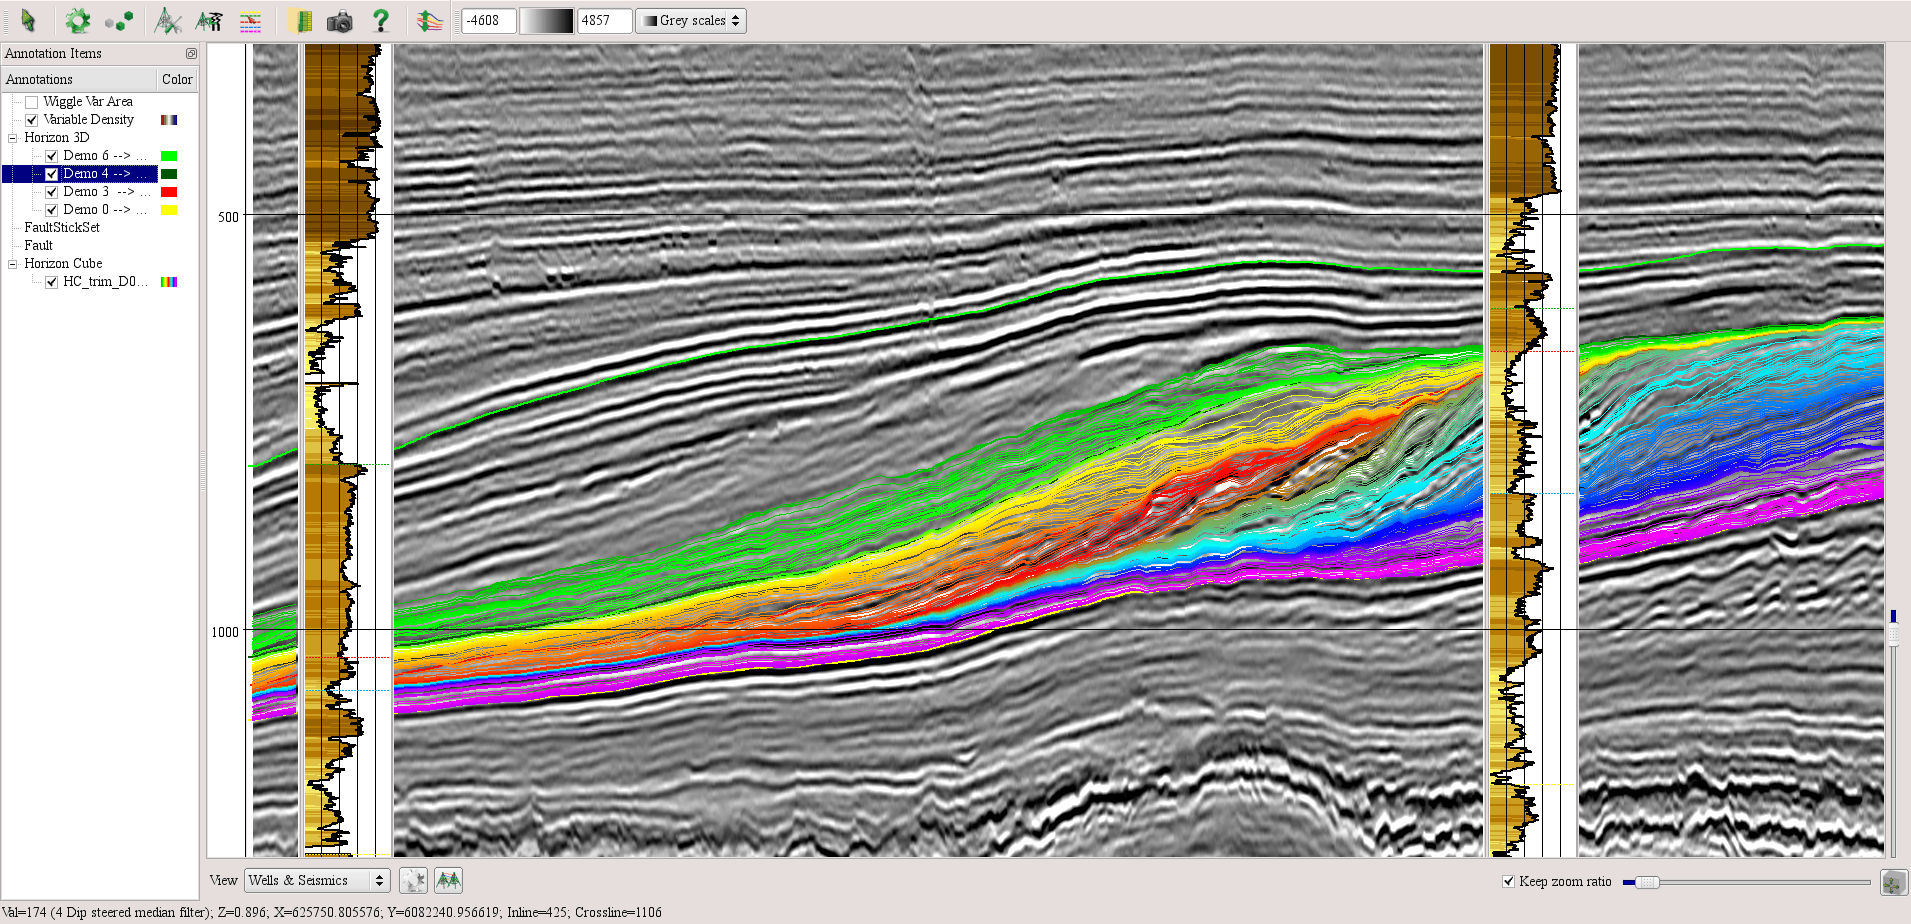 -4608 4857 Grey scales
Annotation Items
Annotations Color
Wiggle Var Area
Variable Density
Horizon 3D
Demo 6 --> ...
Demo 4 --> ...
Demo 3 --> ...
Demo 0 --> ...
FaultStickSet
Fault
Horizon Cube
HC_trim_D0...
500
1000
View Wells & Seismics
Keep zoom ratio
Val=174 (4 Dip steered median filter); Z=0.896; X=625750.805576; Y=6082240.956619; Inline=425; Crossline=1106